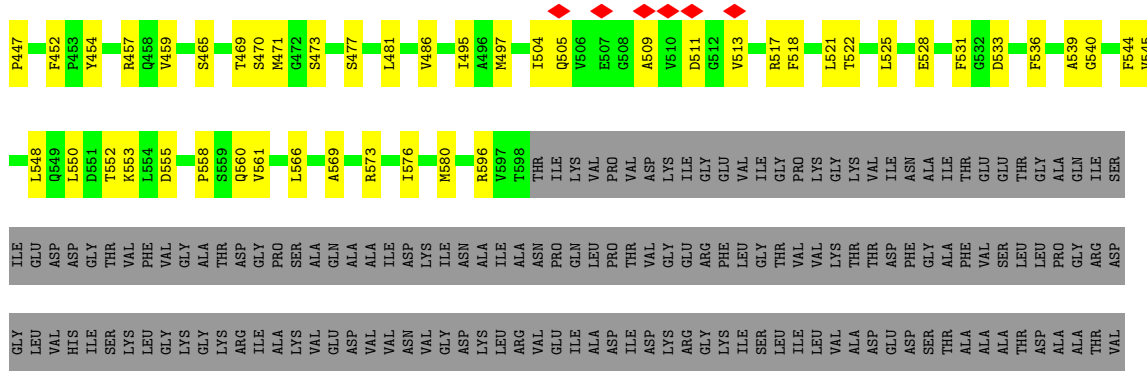 P447 F452 P453 Y454 R457 Q458 V459 S465 T469 S470 M471 G472 S473 S477 L481 V486 I495 A496 M497 I504 Q505 V506 E507 G508 A509 V510 D511 G512 V513 R517 F518 L521 T522 L525 E528 F531 G532 D533 F536 A539 G540 F544 V545
L548 Q549 L550 D551 T552 K553 L554 D555 P558 S559 Q560 V561 L566 A569 R573 I576 M580 R596 V597 T598 THR ILE LYS VAL PRO VAL ASP LYS ILE GLY GLU VAL ILE GLY PRO LYS GLY LYS VAL ILE ASN ALA ILE THR GLU GLU THR GLY ALA GLN ILE SER
ILE GLU ASP ASP GLY THR VAL PHE VAL GLY ALA THR ASP GLY PRO SER ALA GLN ALA ALA ILE ASP LYS ILE ASN ALA ILE ALA ASN PRO GLN LEU PRO THR VAL GLY GLU ARG PHE LEU GLY THR VAL VAL LYS THR THR ASP PHE GLY ALA PHE VAL SER LEU LEU PRO GLY ARG ASP
GLY LEU VAL HIS ILE SER LYS LEU GLY LYS GLY LYS ARG ILE ALA LYS VAL GLU ASP VAL VAL ASN VAL GLY ASP LYS LEU ARG VAL GLU ILE ALA ASP ILE ASP LYS ARG GLY LYS ILE SER LEU ILE LEU VAL ALA ASP GLU ASP SER THR ALA ALA ALA THR ASP ALA ALA THR VAL